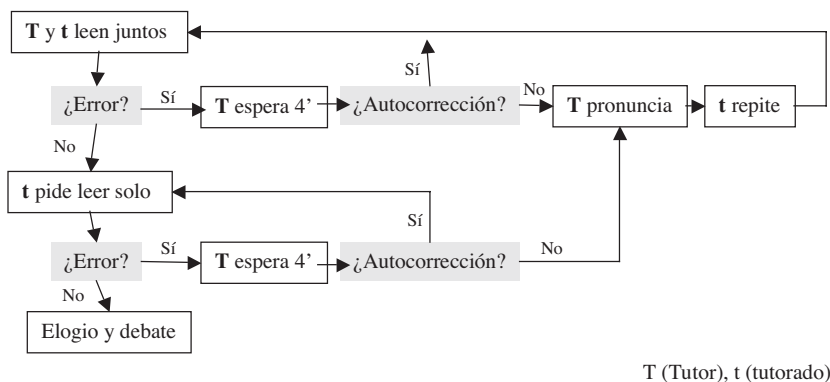 T y t leen juntos
Sí
¿Error?
Sí
T espera 4’
¿Autocorrección?
No
T pronuncia
t repite
No
t pide leer solo
Sí
¿Error?
Sí
T espera 4’
¿Autocorrección?
No
No
Elogio y debate
T (Tutor), t (tutorado)